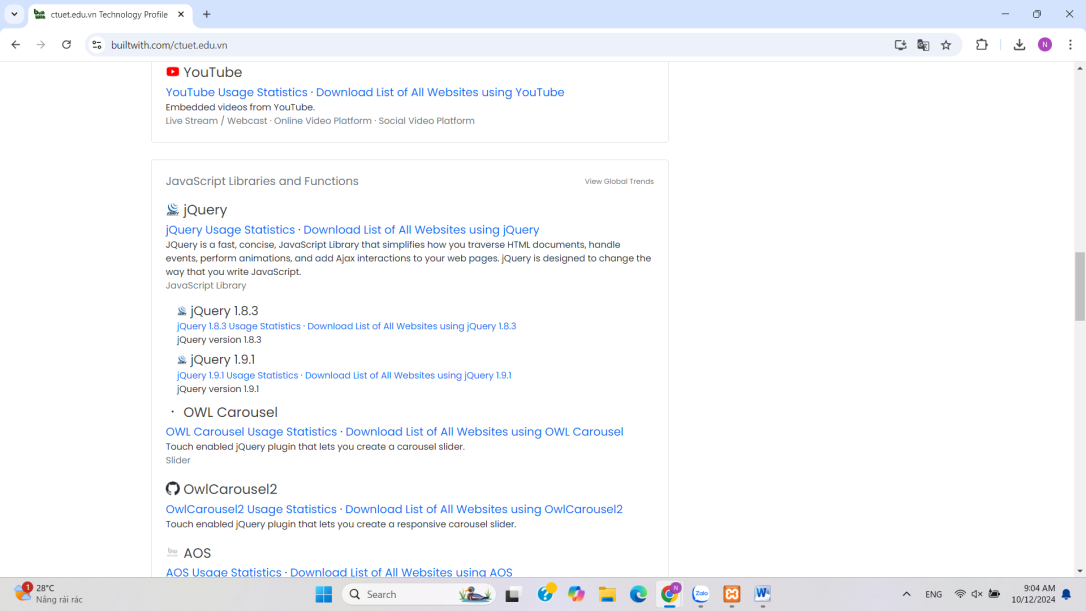 ctuet.edu.vn Technology Profile
builtwith.com/ctuet.edu.vn
N
YouTube
YouTube Usage Statistics · Download List of All Websites using YouTube
Embedded videos from YouTube.
Live Stream / Webcast · Online Video Platform · Social Video Platform
JavaScript Libraries and Functions
View Global Trends
jQuery
jQuery Usage Statistics · Download List of All Websites using jQuery
JQuery is a fast, concise, JavaScript Library that simplifies how you traverse HTML documents, handle
events, perform animations, and add Ajax interactions to your web pages. jQuery is designed to change the
way that you write JavaScript.
JavaScript Library
jQuery 1.8.3
jQuery 1.8.3 Usage Statistics · Download List of All Websites using jQuery 1.8.3
jQuery version 1.8.3
jQuery 1.9.1
jQuery 1.9.1 Usage Statistics · Download List of All Websites using jQuery 1.9.1
jQuery version 1.9.1
OWL Carousel
OWL Carousel Usage Statistics · Download List of All Websites using OWL Carousel
Touch enabled jQuery plugin that lets you create a carousel slider.
Slider
OwlCarousel2
OwlCarousel2 Usage Statistics · Download List of All Websites using OwlCarousel2
Touch enabled jQuery plugin that lets you create a responsive carousel slider.
AOS
AOS Usage Statistics · Download List of All Websites using AOS
1
28°C
Nắng rải rác
Search
N
Zalo
W
ENG
9:04 AM
10/12/2024